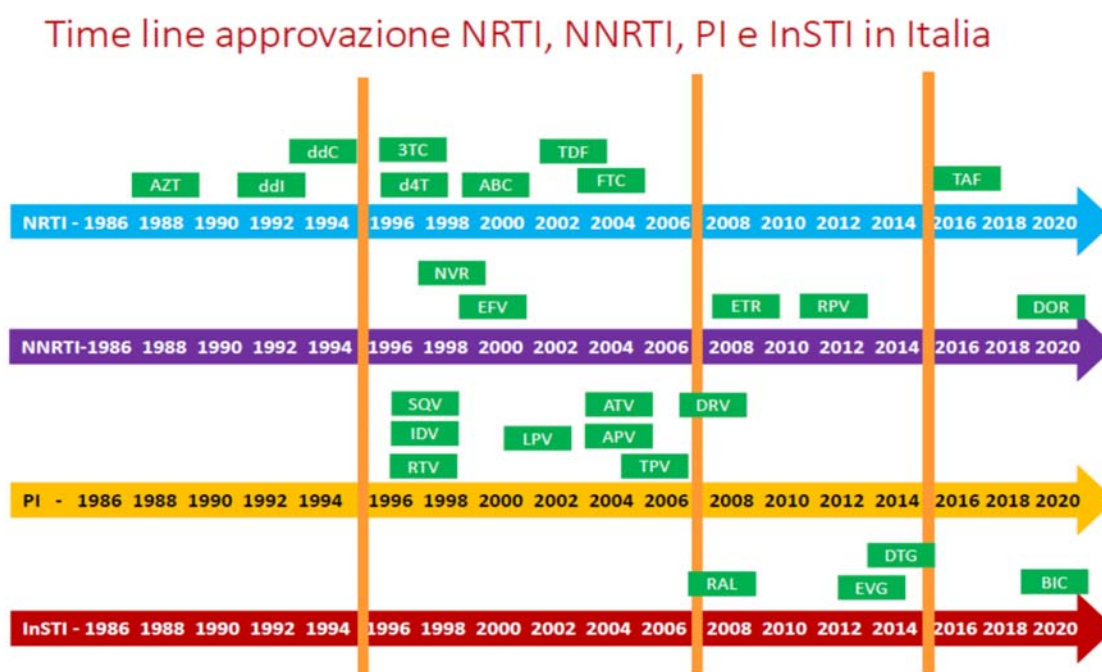 Time line approvazione NRTI, NNRTI, PI e InSTI in Italia
ddC 3TC TDF
AZT ddI d4T ABC FTC TAF
NRTI - 1986 1988 1990 1992 1994 1996 1998 2000 2002 2004 2006 2008 2010 2012 2014 2016 2018 2020
NVR
EFV ETR RPV DOR
NNRTI-1986 1988 1990 1992 1994 1996 1998 2000 2002 2004 2006 2008 2010 2012 2014 2016 2018 2020
SQV ATV DRV
IDV LPV APV
RTV TPV
PI - 1986 1988 1990 1992 1994 1996 1998 2000 2002 2004 2006 2008 2010 2012 2014 2016 2018 2020
DTG
RAL EVG BIC
InSTI - 1986 1988 1990 1992 1994 1996 1998 2000 2002 2004 2006 2008 2010 2012 2014 2016 2018 2020